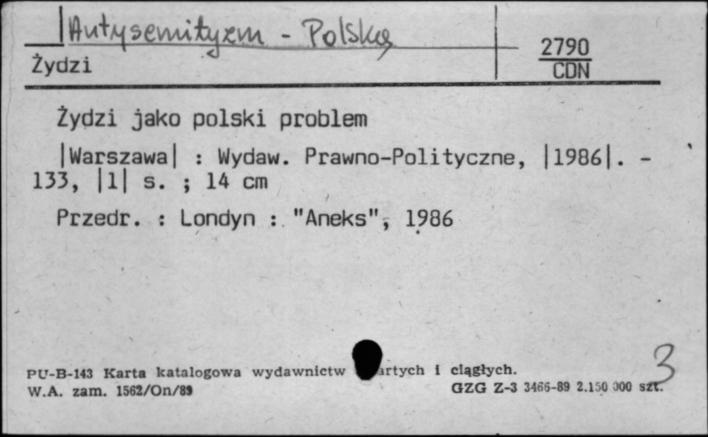 |Antysemityzm - Polska
2790
Żydzi
CDN
Żydzi jako polski problem
|Warszawa| : Wydaw. Prawno-Polityczne, |1986|. -
133, |1| s. ; 14 cm
Przedr. : Londyn : "Aneks", 1986
3
PU-B-143 Karta katalogowa wydawnictw artych i ciągłych.
W.A. zam. 1562/On/89 GZG Z-3 3466-89 2.150 000 szt.